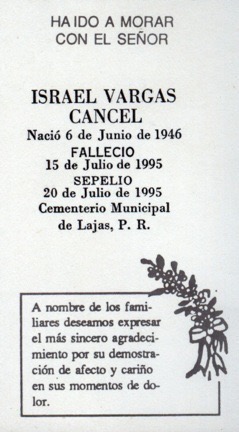 HA IDO A MORAR
CON EL SEÑOR
ISRAEL VARGAS
CANCEL
Nació 6 de Junio de 1946
FALLECIO
15 de Julio de 1995
SEPELIO
20 de Julio de 1995
Cementerio Municipal
de Lajas, P. R.
A nombre de los fami-
liares deseamos expresar
el más sincero agradeci-
miento por su demostra-
ción de afecto y cariño
en sus momentos de do-
lor.